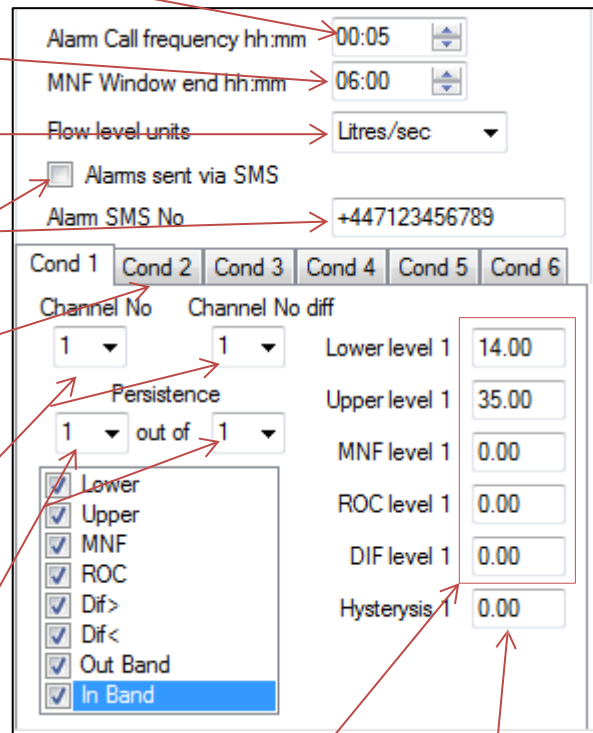 Alarm Call frequency hh:mm 00:05
MNF Window end hh:mm 06:00
Flow level units Litres/sec
Alarms sent via SMS
Alarm SMS No +447123456789
Cond 1 Cond 2 Cond 3 Cond 4 Cond 5 Cond 6
Channel No Channel No diff
1 1 Lower level 1 14.00
Persistence Upper level 1 35.00
1 out of 1 MNF level 1 0.00
Lower
Upper ROC level 1 0.00
MNF
ROC DIF level 1 0.00
Dif>
Dif< Hysterysis 1 0.00
Out Band
In Band